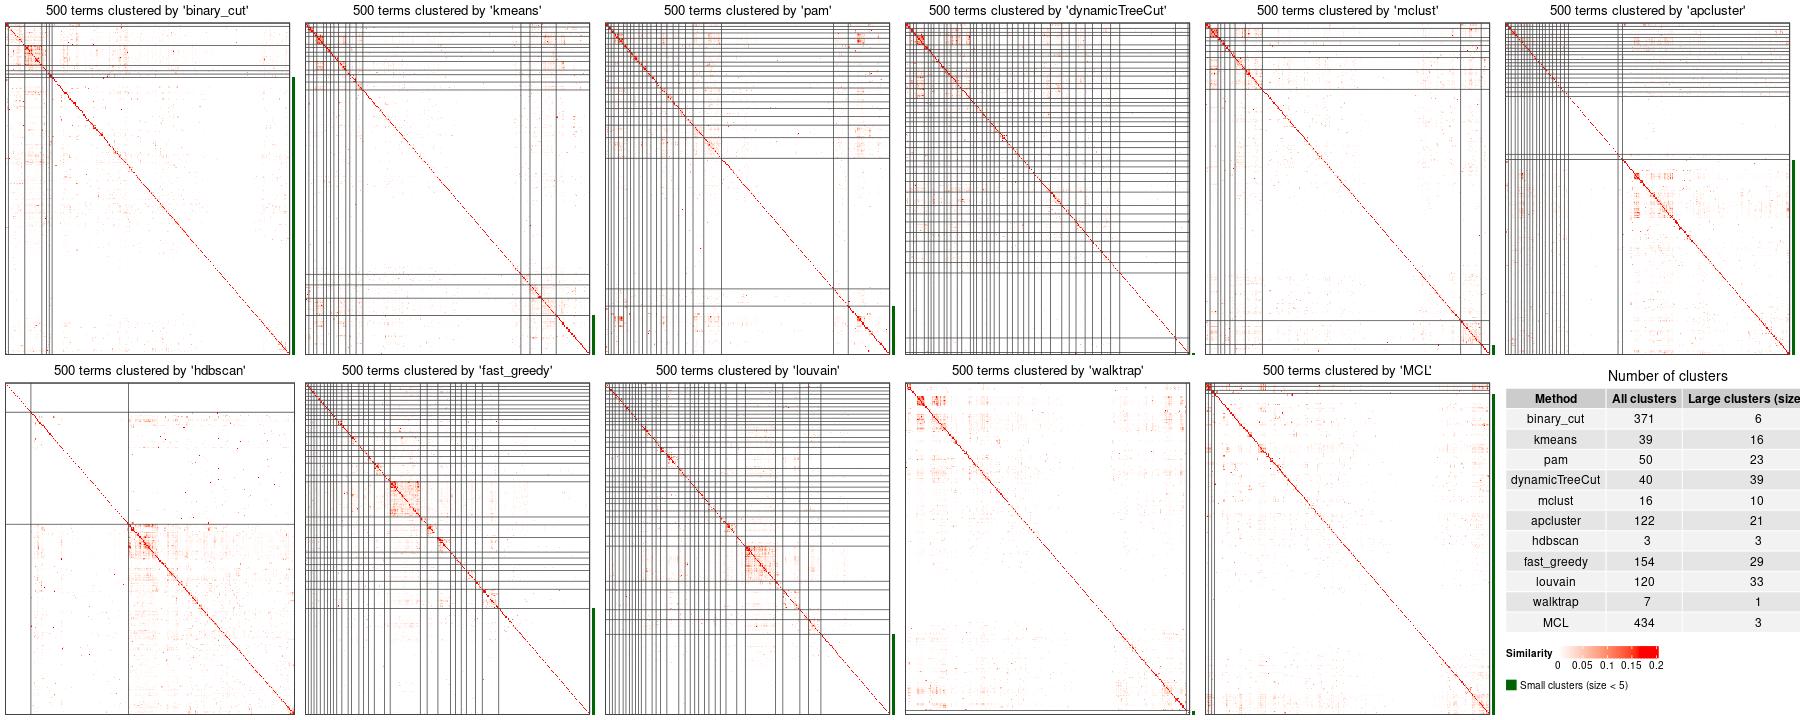 500 terms clustered by 'binary_cut'
500 terms clustered by 'kmeans'
500 terms clustered by 'pam'
500 terms clustered by 'dynamicTreeCut'
500 terms clustered by 'mclust'
500 terms clustered by 'apcluster'
500 terms clustered by 'hdbscan'
500 terms clustered by 'fast_greedy'
500 terms clustered by 'louvain'
500 terms clustered by 'walktrap'
500 terms clustered by 'MCL'
Number of clusters
Method All clusters Large clusters (size
binary_cut 371 6
kmeans 39 16
pam 50 23
dynamicTreeCut 40 39
mclust 16 10
apcluster 122 21
hdbscan 3 3
fast_greedy 154 29
louvain 120 33
walktrap 7 1
MCL 434 3
Similarity
0 0.05 0.1 0.15 0.2
Small clusters (size < 5)